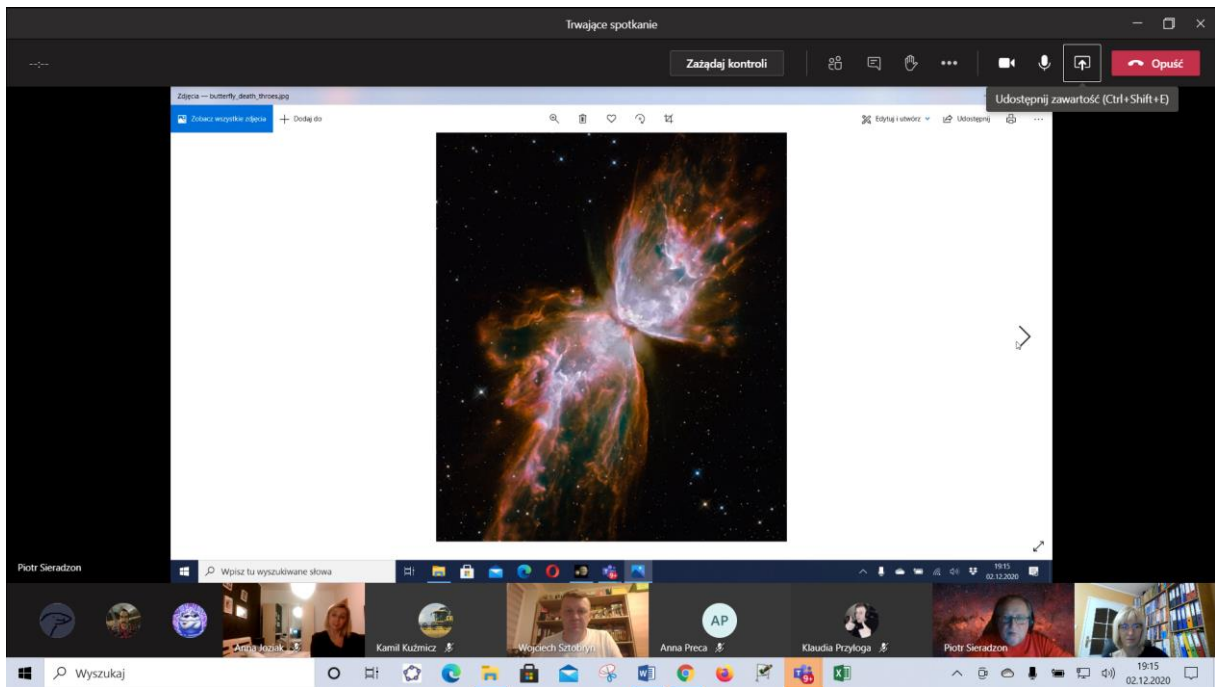 Trwające spotkanie
--:--
Zażądaj kontroli
Opuść
Udostępnij zawartość (Ctrl+Shift+E)
Zdjęcia — butterfly_death_throes.jpg
Zobacz wszystkie zdjęcia
Dodaj do
Edytuj i utwórz
Udostępnij
Piotr Sieradzon
Wpisz tu wyszukiwane słowa
19:15
02.12.2020
AP
Anna Joziak
Kamil Kuźmicz
Wojciech Sztobryn
Anna Preca
Klaudia Przyłoga
Piotr Sieradzon
Wyszukaj
9+
19:15
02.12.2020